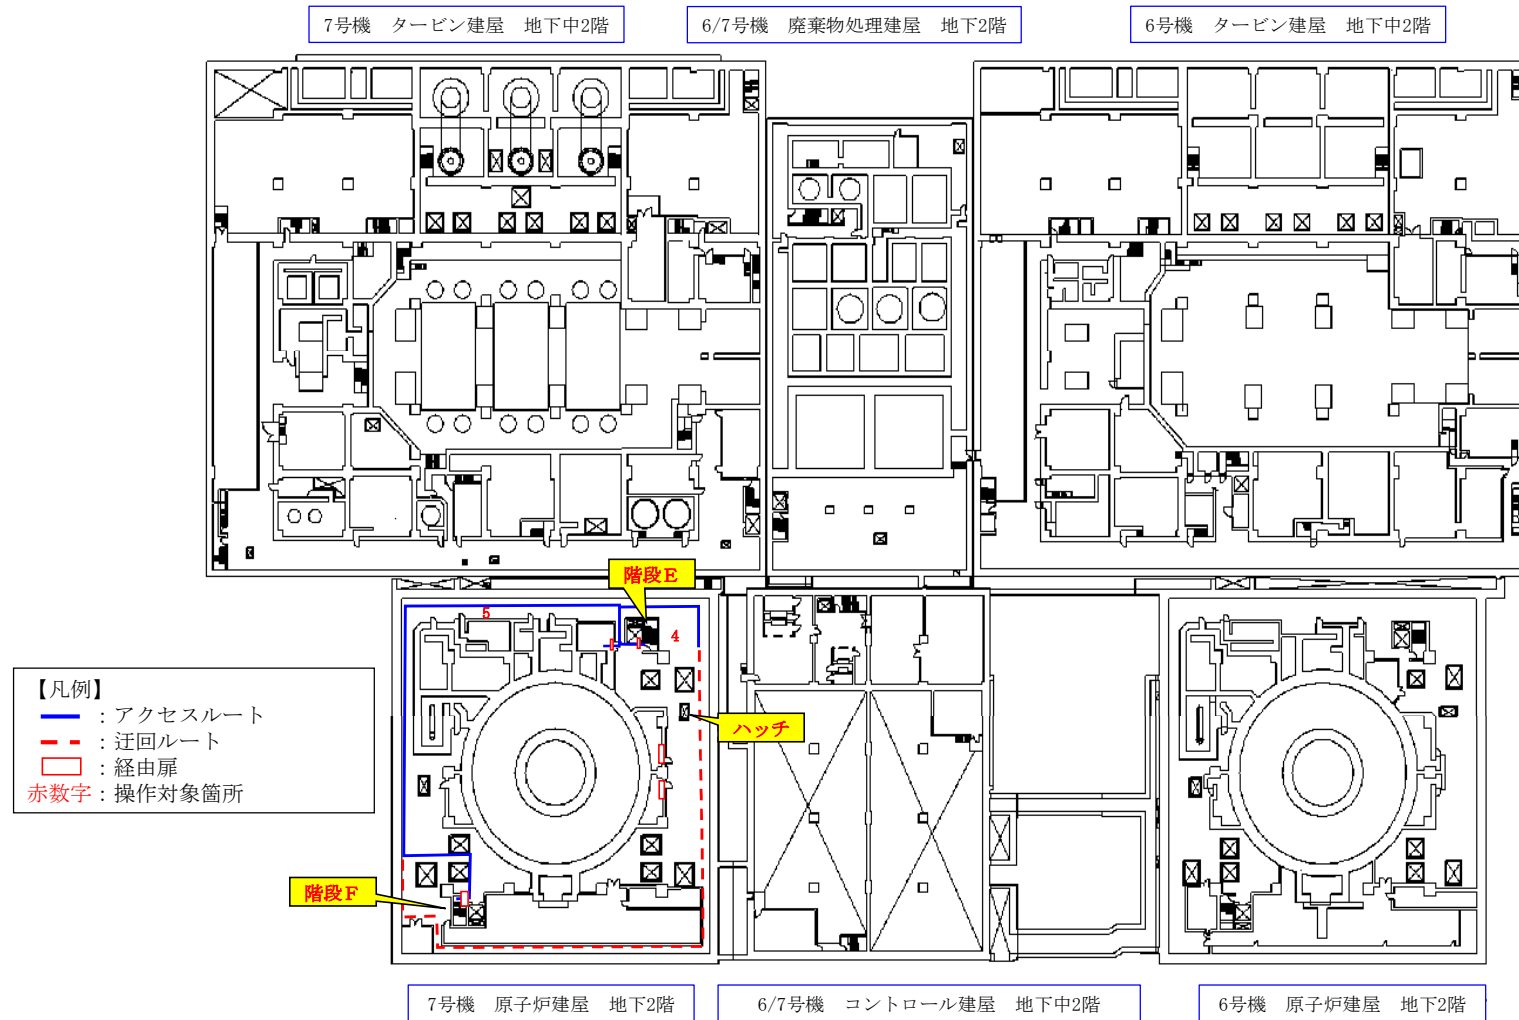 7号機　タービン建屋　地下中2階
6/7号機　廃棄物処理建屋　地下2階
6号機　タービン建屋　地下中2階
階段E
5
4
【凡例】
：アクセスルート
：迂回ルート
：経由扉
赤数字：操作対象箇所
ハッチ
階段F
7号機　原子炉建屋　地下2階
6/7号機　コントロール建屋　地下中2階
6号機　原子炉建屋　地下2階